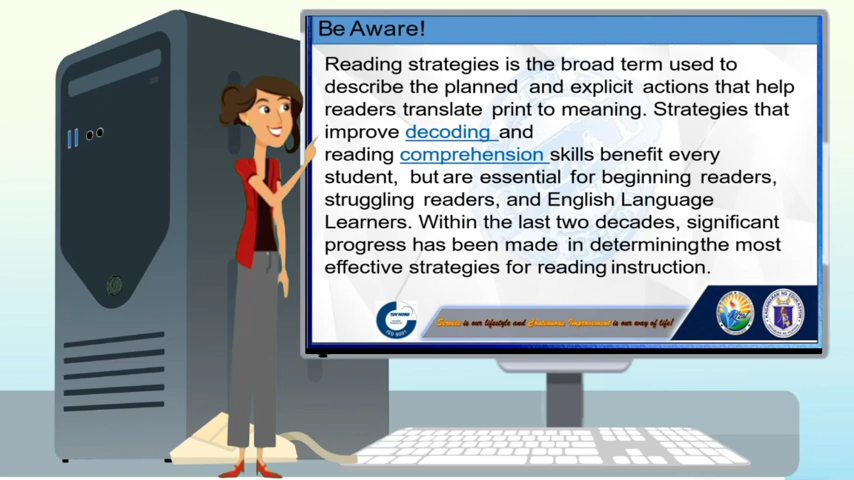 Be Aware!
Reading strategies is the broad term used to
describe the planned and explicit actions that help
readers translate print to meaning. Strategies that
improve decoding and
reading comprehension skills benefit every
student, but are essential for beginning readers,
struggling readers, and English Language
Learners. Within the last two decades, significant
progress has been made in determiningthe most
effective strategies for reading instruction.
TÜV NORD
ISO 9001
Service is our lifestyle and Continuous Improvement is our way of life!